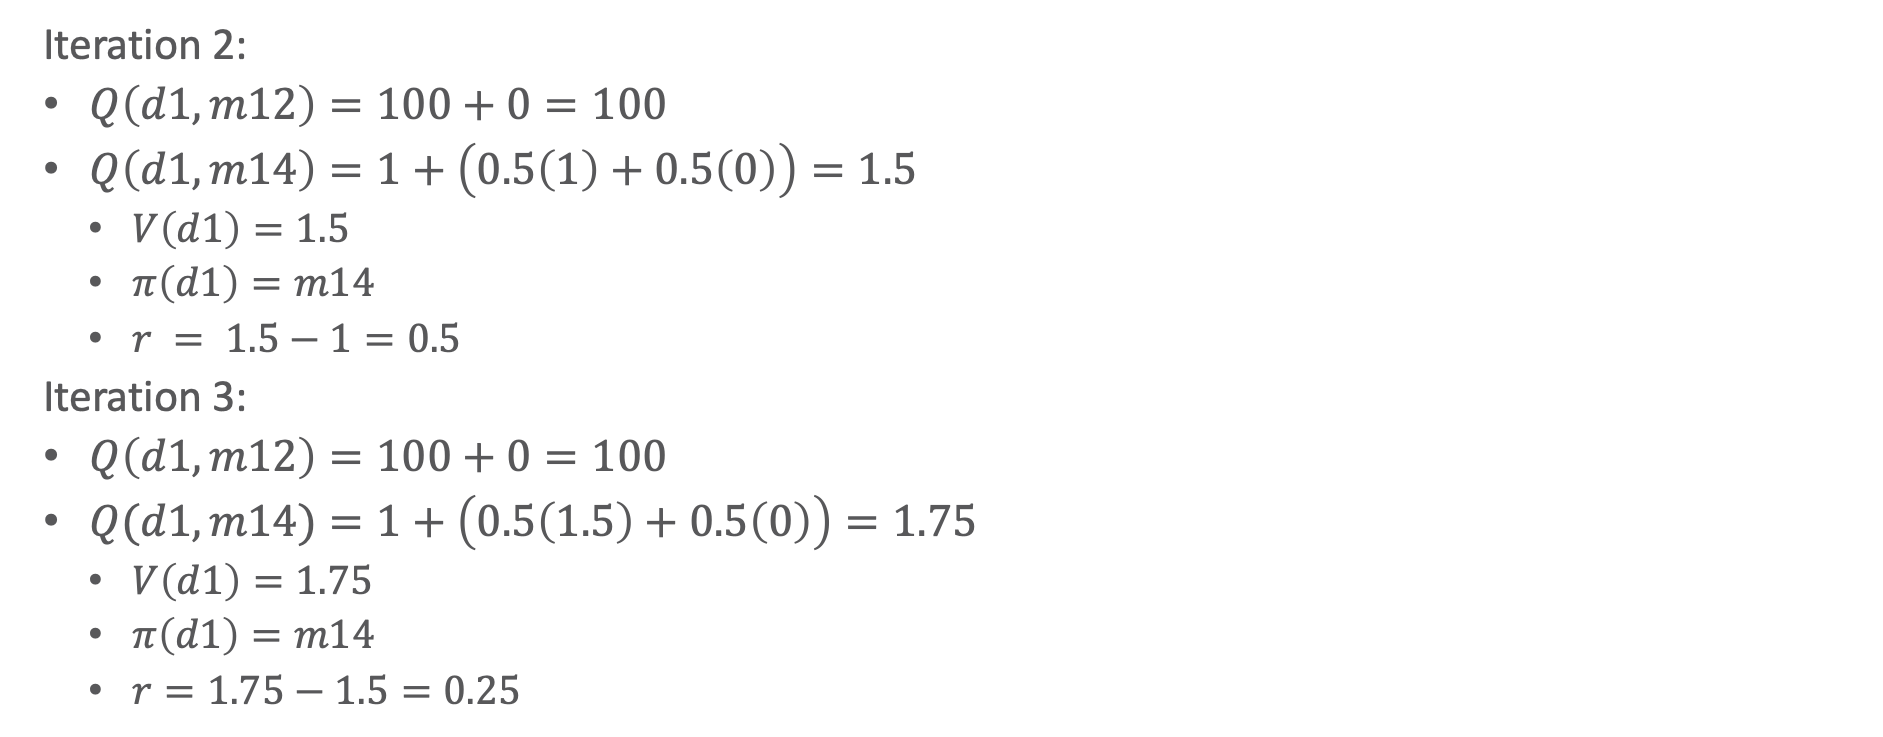 Iteration 2:
• Q(d1, m12) = 100 + 0 = 100
• Q(d1, m14) = 1 + (0.5(1) + 0.5(0)) = 1.5
• V(d1) = 1.5
• π(d1) = m14
• r = 1.5 − 1 = 0.5
Iteration 3:
• Q(d1, m12) = 100 + 0 = 100
• Q(d1, m14) = 1 + (0.5(1.5) + 0.5(0)) = 1.75
• V(d1) = 1.75
• π(d1) = m14
• r = 1.75 − 1.5 = 0.25